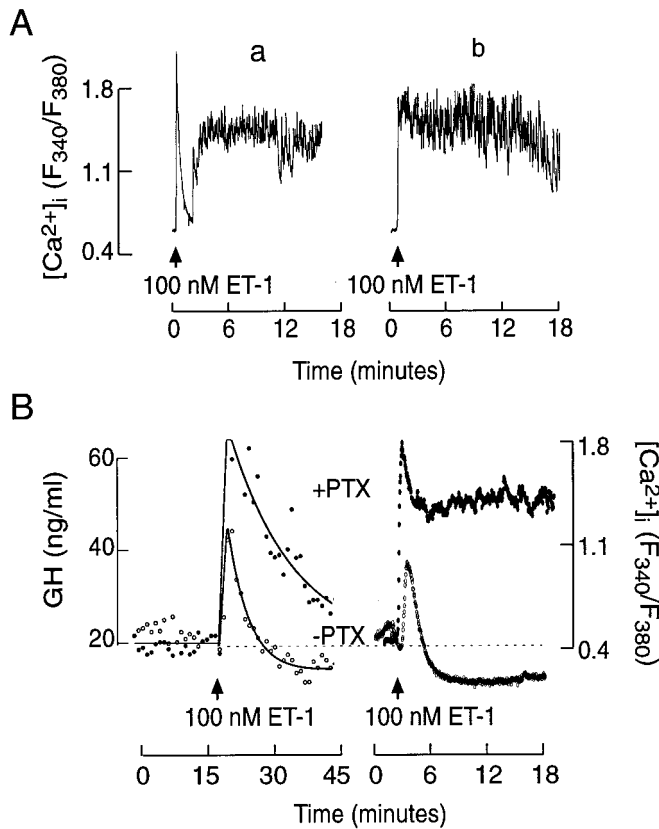 A
a
b
1.8
1.1
0.4
[Ca²⁺]ᵢ (F₃₄₀/F₃₈₀)
100 nM ET-1
100 nM ET-1
0 6 12 18
0 6 12 18
Time (minutes)
B
60
40
20
GH (ng/ml)
+PTX
-PTX
1.8
1.1
0.4
[Ca²⁺]ᵢ (F₃₄₀/F₃₈₀)
100 nM ET-1
100 nM ET-1
0 15 30 45
0 6 12 18
Time (minutes)